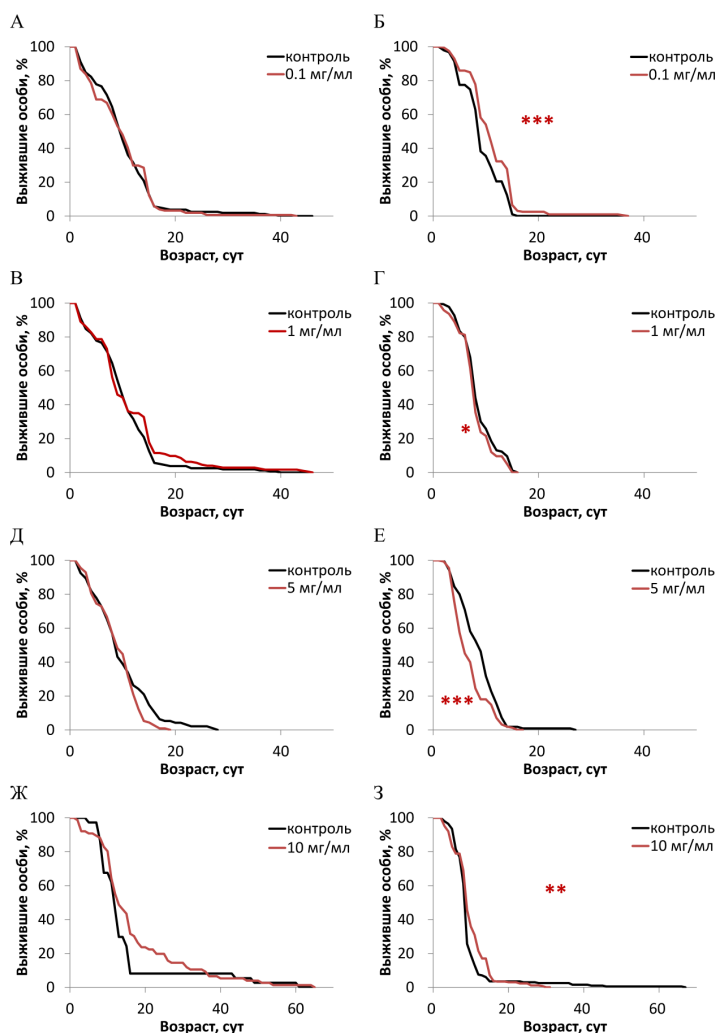 А
Б
100
80
60
40
20
0
Выжившие особи, %
контроль
0.1 мг/мл
0
20
40
Возраст, сут
100
80
60
40
20
0
Выжившие особи, %
контроль
0.1 мг/мл
***
0
20
40
Возраст, сут
В
Г
100
80
60
40
20
0
Выжившие особи, %
контроль
1 мг/мл
0
20
40
Возраст, сут
100
80
60
40
20
0
Выжившие особи, %
контроль
1 мг/мл
*
0
20
40
Возраст, сут
Д
Е
100
80
60
40
20
0
Выжившие особи, %
контроль
5 мг/мл
0
20
40
Возраст, сут
100
80
60
40
20
0
Выжившие особи, %
контроль
5 мг/мл
***
0
20
40
Возраст, сут
Ж
З
100
80
60
40
20
0
Выжившие особи, %
контроль
10 мг/мл
0
20
40
60
Возраст, сут
100
80
60
40
20
0
Выжившие особи, %
контроль
10 мг/мл
**
0
20
40
60
Возраст, сут